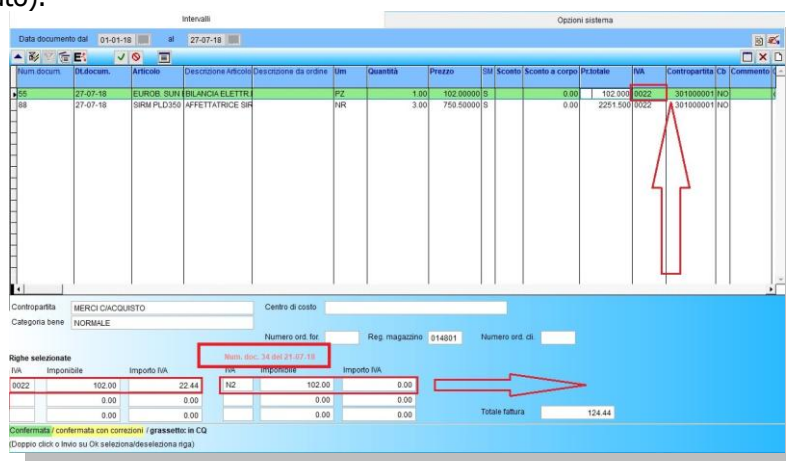 uto).
Intervalli Opzioni sistema
Data documento dal 01-01-18 al 27-07-18
Num.docum. Dt.docum. Articolo Descrizione Articolo Descrizione da ordine Um Quantità Prezzo SM Sconto Sconto a corpo Pr.totale IVA Contropartita Cb Commento
55 27-07-18 EUROB. SUN BILANCIA ELETTR. PZ 1.00 102.00000 S 0.00 102.000 0022 301000001 NO
88 27-07-18 SIRM PLD350 AFFETTATRICE SIR NR 3.00 750.50000 S 0.00 2251.500 0022 301000001 NO
Contropartita MERCI C/ACQUISTO Centro di costo
Categoria bene NORMALE
Numero ord. for. Reg. magazzino 014801 Numero ord. cli.
Righe selezionate Num. doc. 34 del 21-07-18
IVA Imponibile Importo IVA IVA Imponibile Importo IVA
0022 102.00 22.44 N2 102.00 0.00
0.00 0.00 0.00 0.00
0.00 0.00 0.00 0.00
Totale fattura 124.44
Confermata / confermata con correzioni / grassetto: in CQ
(Doppio click o Invio su Ok seleziona/deseleziona riga)